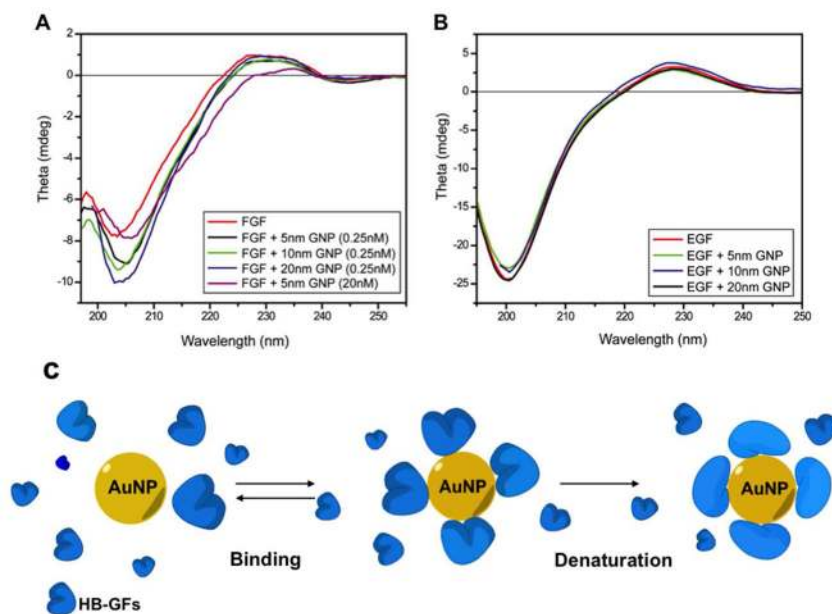 A
B
0
-2
-4
-6
-8
-10
Theta (mdeg)
FGF
FGF + 5nm GNP (0.25nM)
FGF + 10nm GNP (0.25nM)
FGF + 20nm GNP (0.25nM)
FGF + 5nm GNP (20nM)
200 210 220 230 240 250
Wavelength (nm)
5
0
-5
-10
-15
-20
-25
Theta (mdeg)
EGF
EGF + 5nm GNP
EGF + 10nm GNP
EGF + 20nm GNP
200 210 220 230 240 250
Wavelength (nm)
C
AuNP
AuNP
AuNP
Binding
Denaturation
HB-GFs